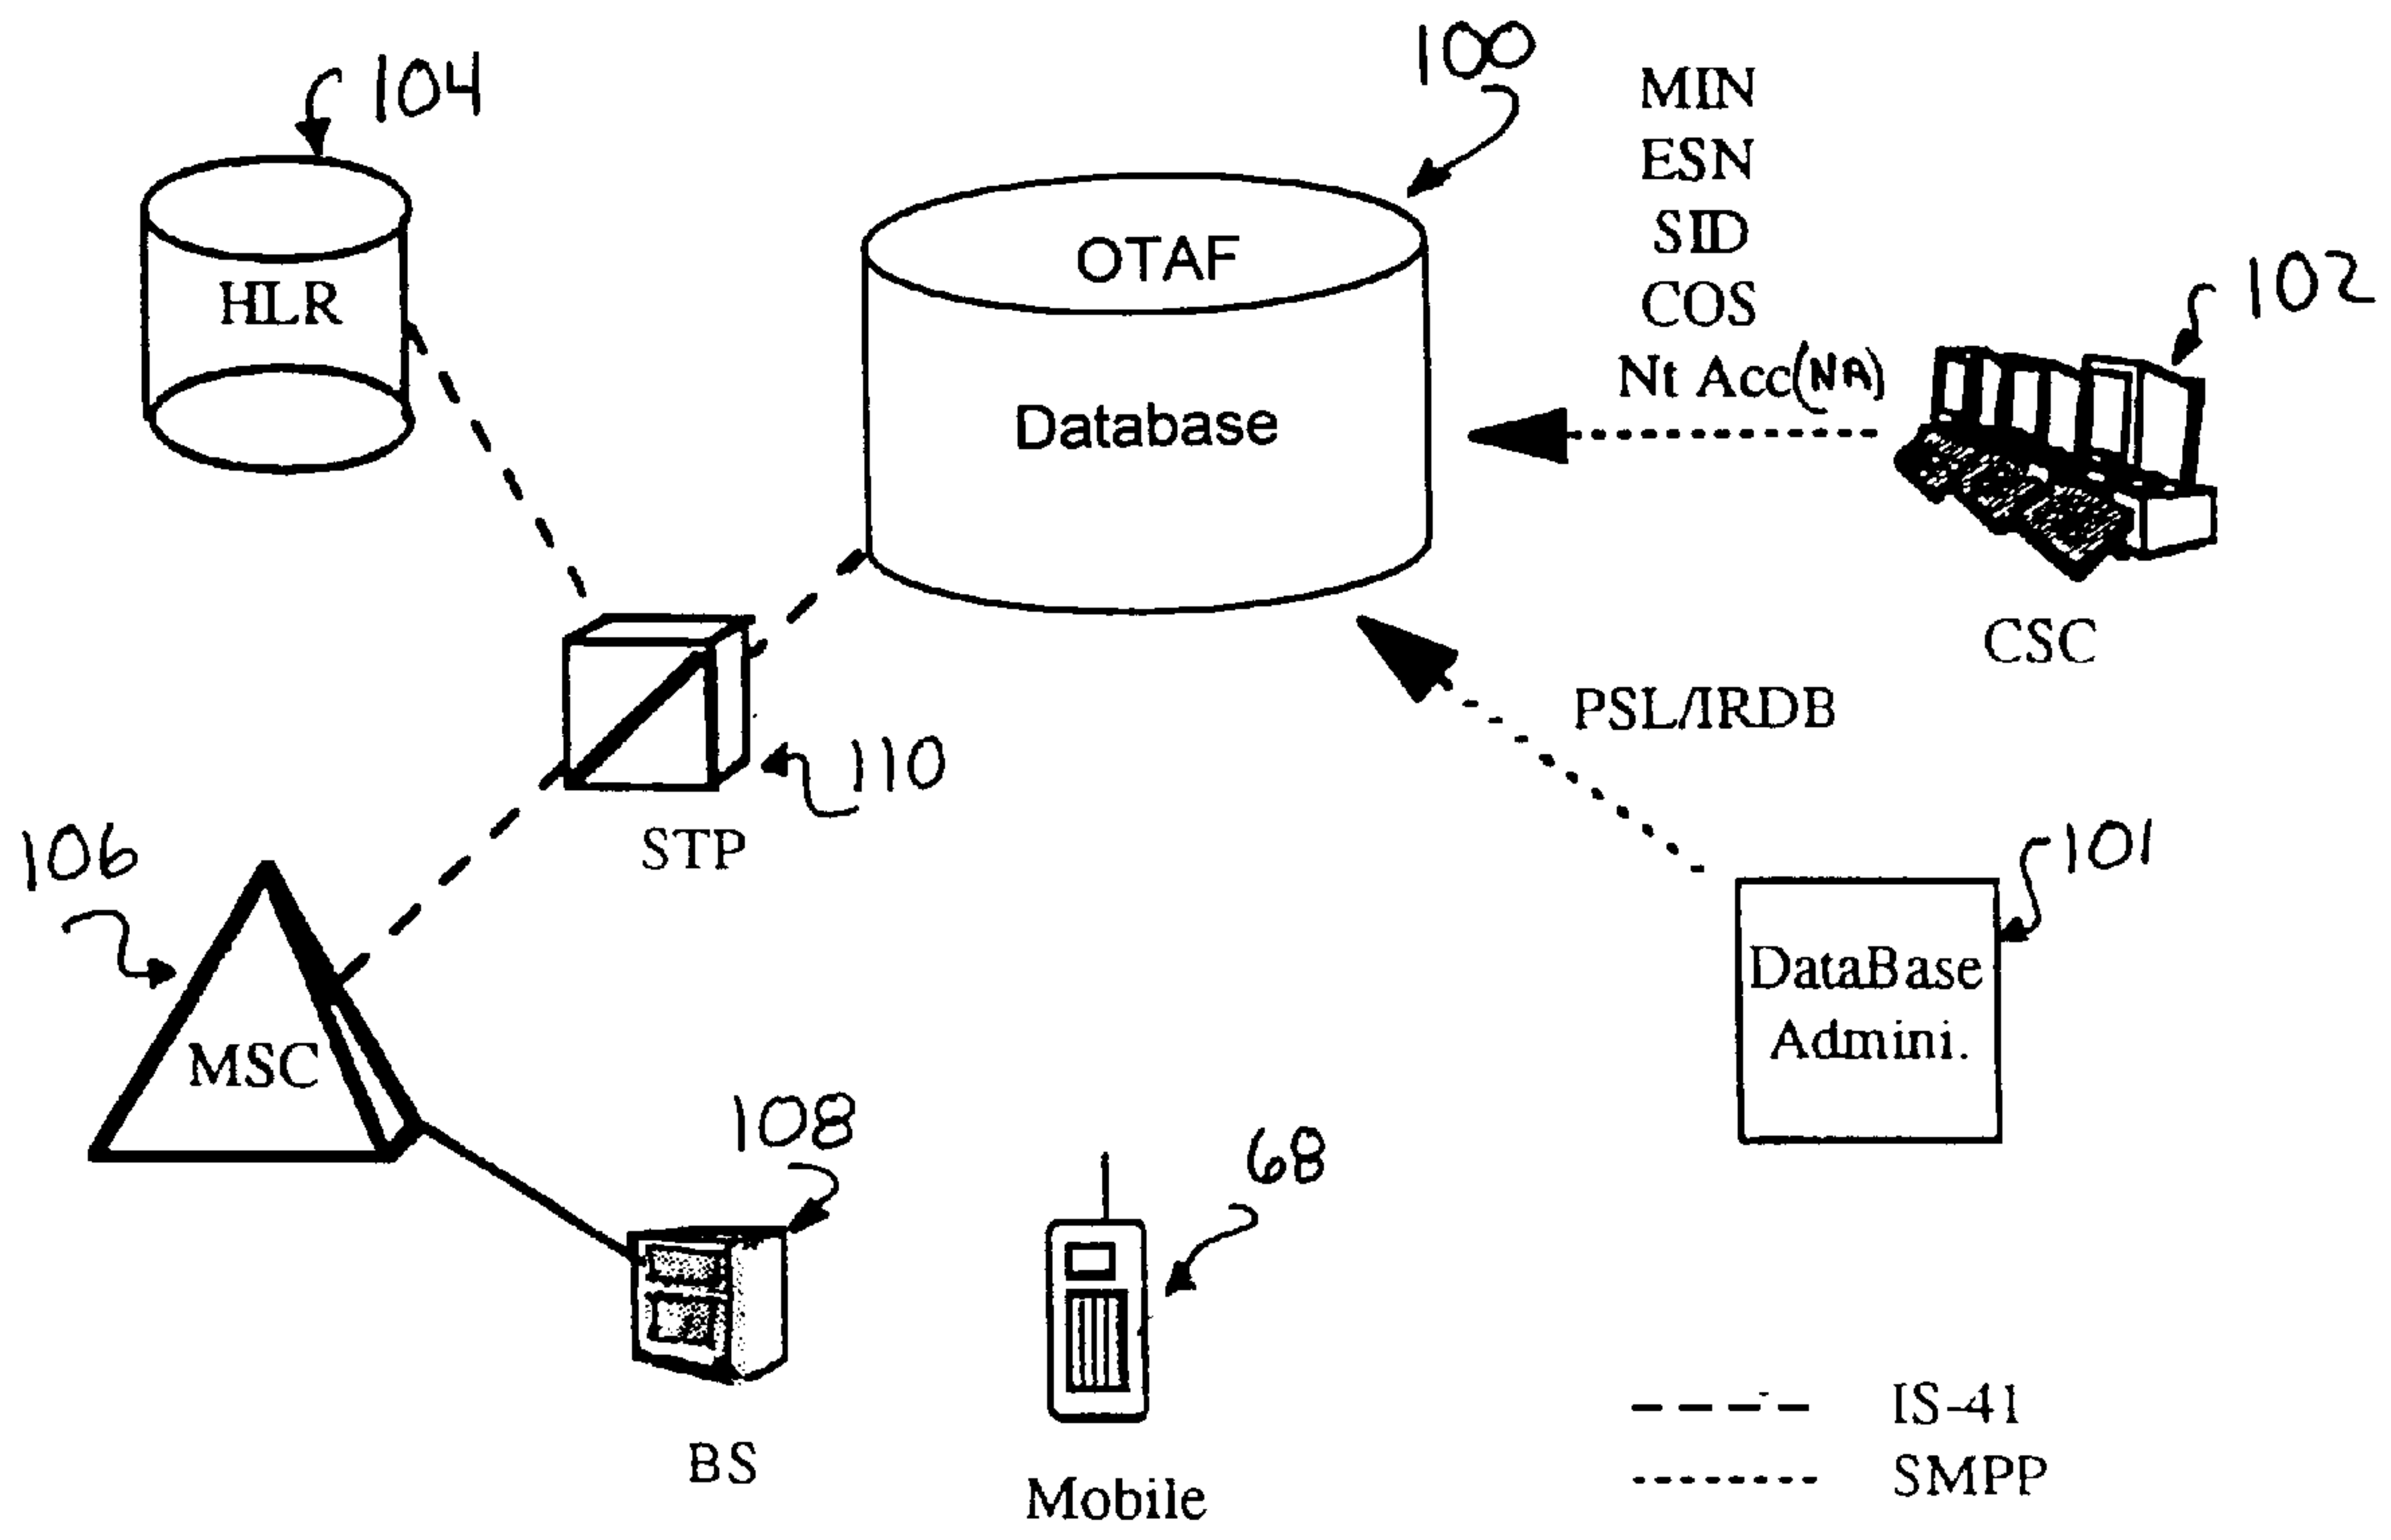 104
100
MIN
ESN
SID
COS
Nt Acc(NA)
102
HLR
OTAF
Database
CSC
PSL/IRDB
110
STP
106
101
MSC
DataBase
Admini.
108
68
BS
Mobile
IS-41
SMPP